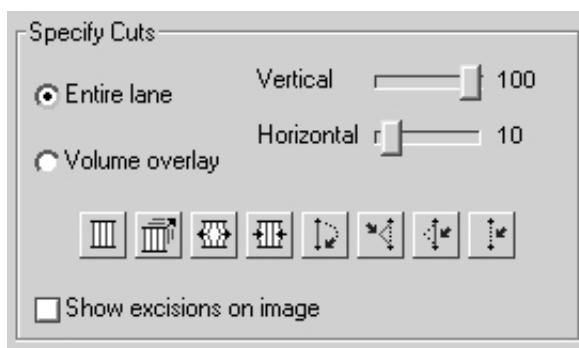 Specify Cuts
Entire lane
Vertical 100
Volume overlay
Horizontal 10
Show excisions on image